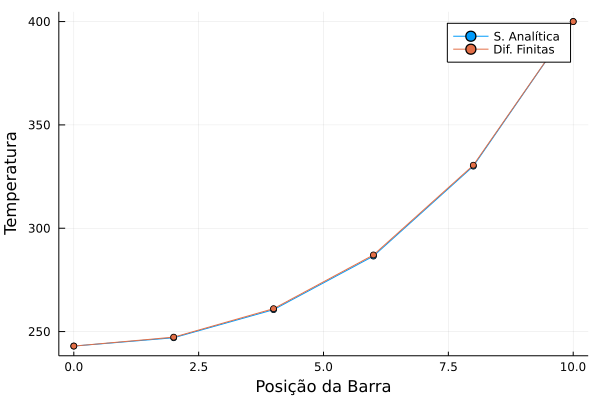 400
S. Analítica
Dif. Finitas
350
Temperatura
300
250
0.0 2.5 5.0 7.5 10.0
Posição da Barra